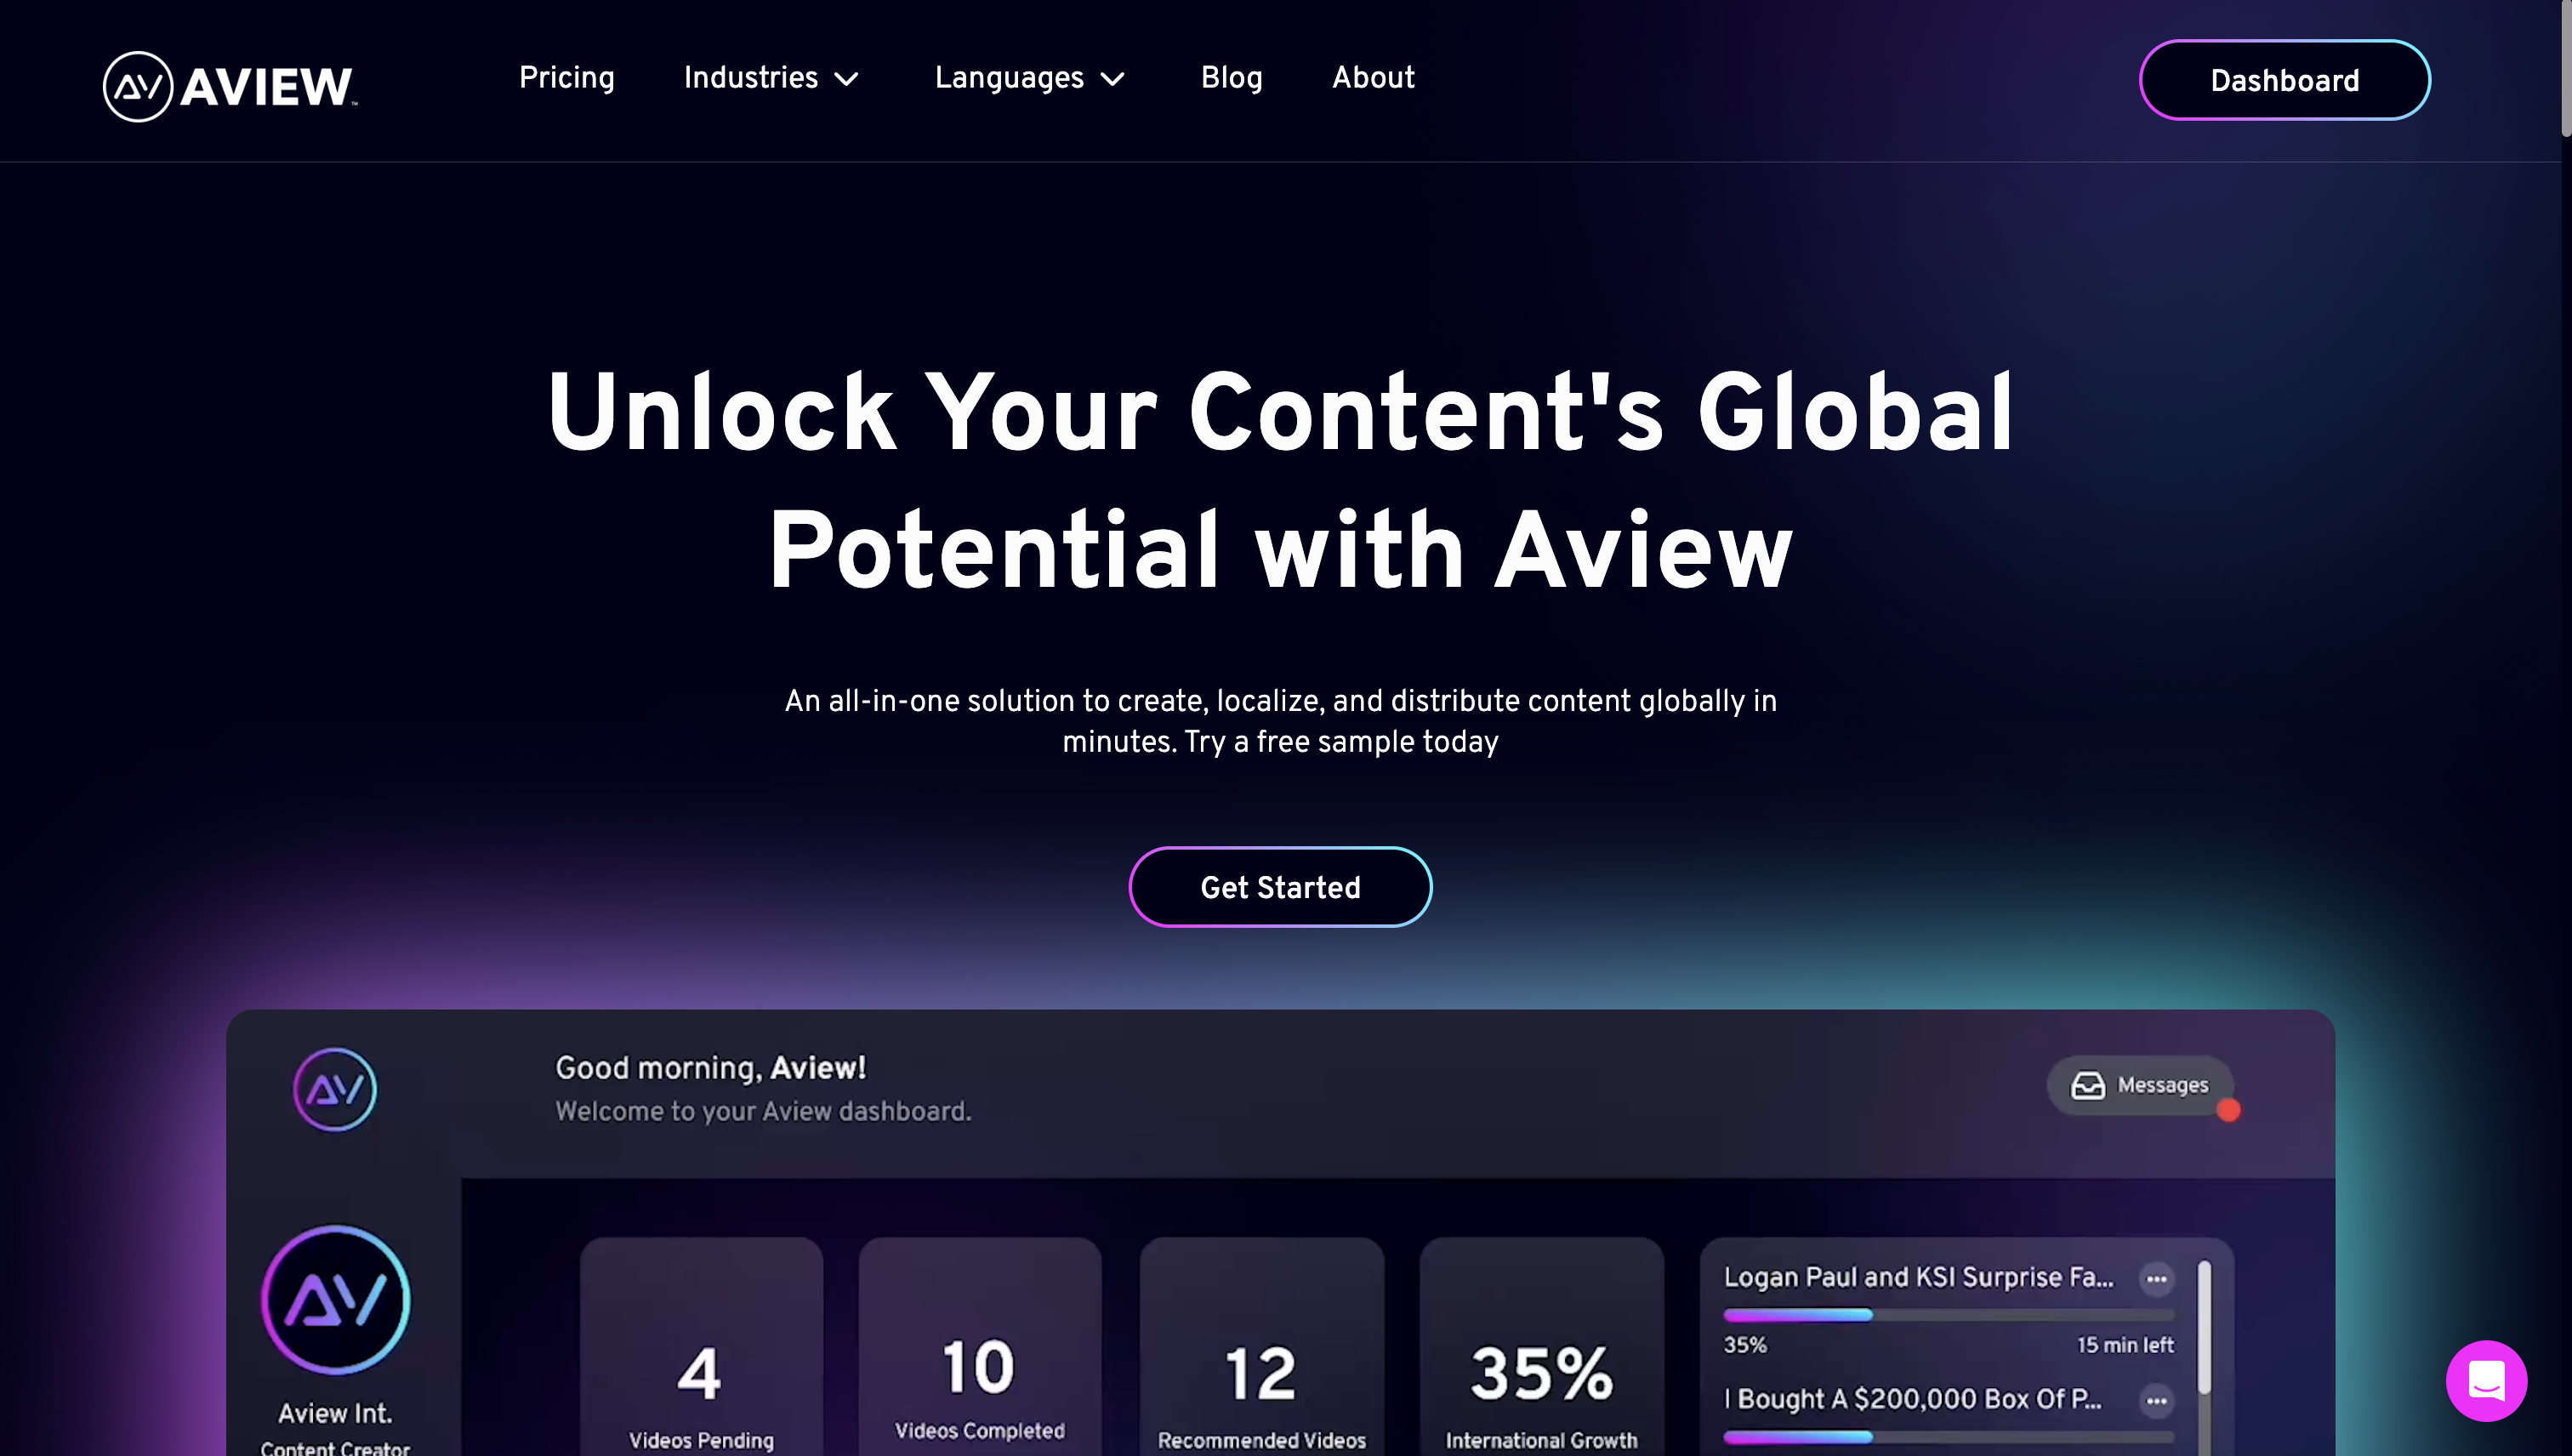 AVIEW™
Pricing
Industries
Languages
Blog
About
Dashboard
Unlock Your Content's Global
Potential with Aview
An all-in-one solution to create, localize, and distribute content globally in
minutes. Try a free sample today
Get Started
Good morning, Aview!
Welcome to your Aview dashboard.
Messages
Aview Int.
Content Creator
4
Videos Pending
10
Videos Completed
12
Recommended Videos
35%
International Growth
Logan Paul and KSI Surprise Fa...
35%
15 min left
I Bought A $200,000 Box Of P...